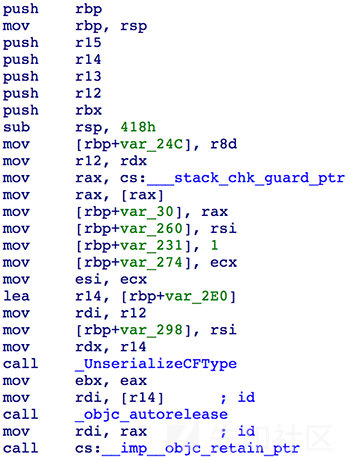 push rbp
mov rbp, rsp
push r15
push r14
push r13
push r12
push rbx
sub rsp, 418h
mov [rbp+var_24C], r8d
mov r12, rdx
mov rax, cs:___stack_chk_guard_ptr
mov rax, [rax]
mov [rbp+var_30], rax
mov [rbp+var_260], rsi
mov [rbp+var_231], 1
mov [rbp+var_274], ecx
mov esi, ecx
lea r14, [rbp+var_2E0]
mov rdi, r12
mov [rbp+var_298], rsi
mov rdx, r14
call _UnserializeCFType
mov ebx, eax
mov rdi, [r14] ; id
call _objc_autorelease
mov rdi, rax ; id
call cs:__imp__objc_retain_ptr